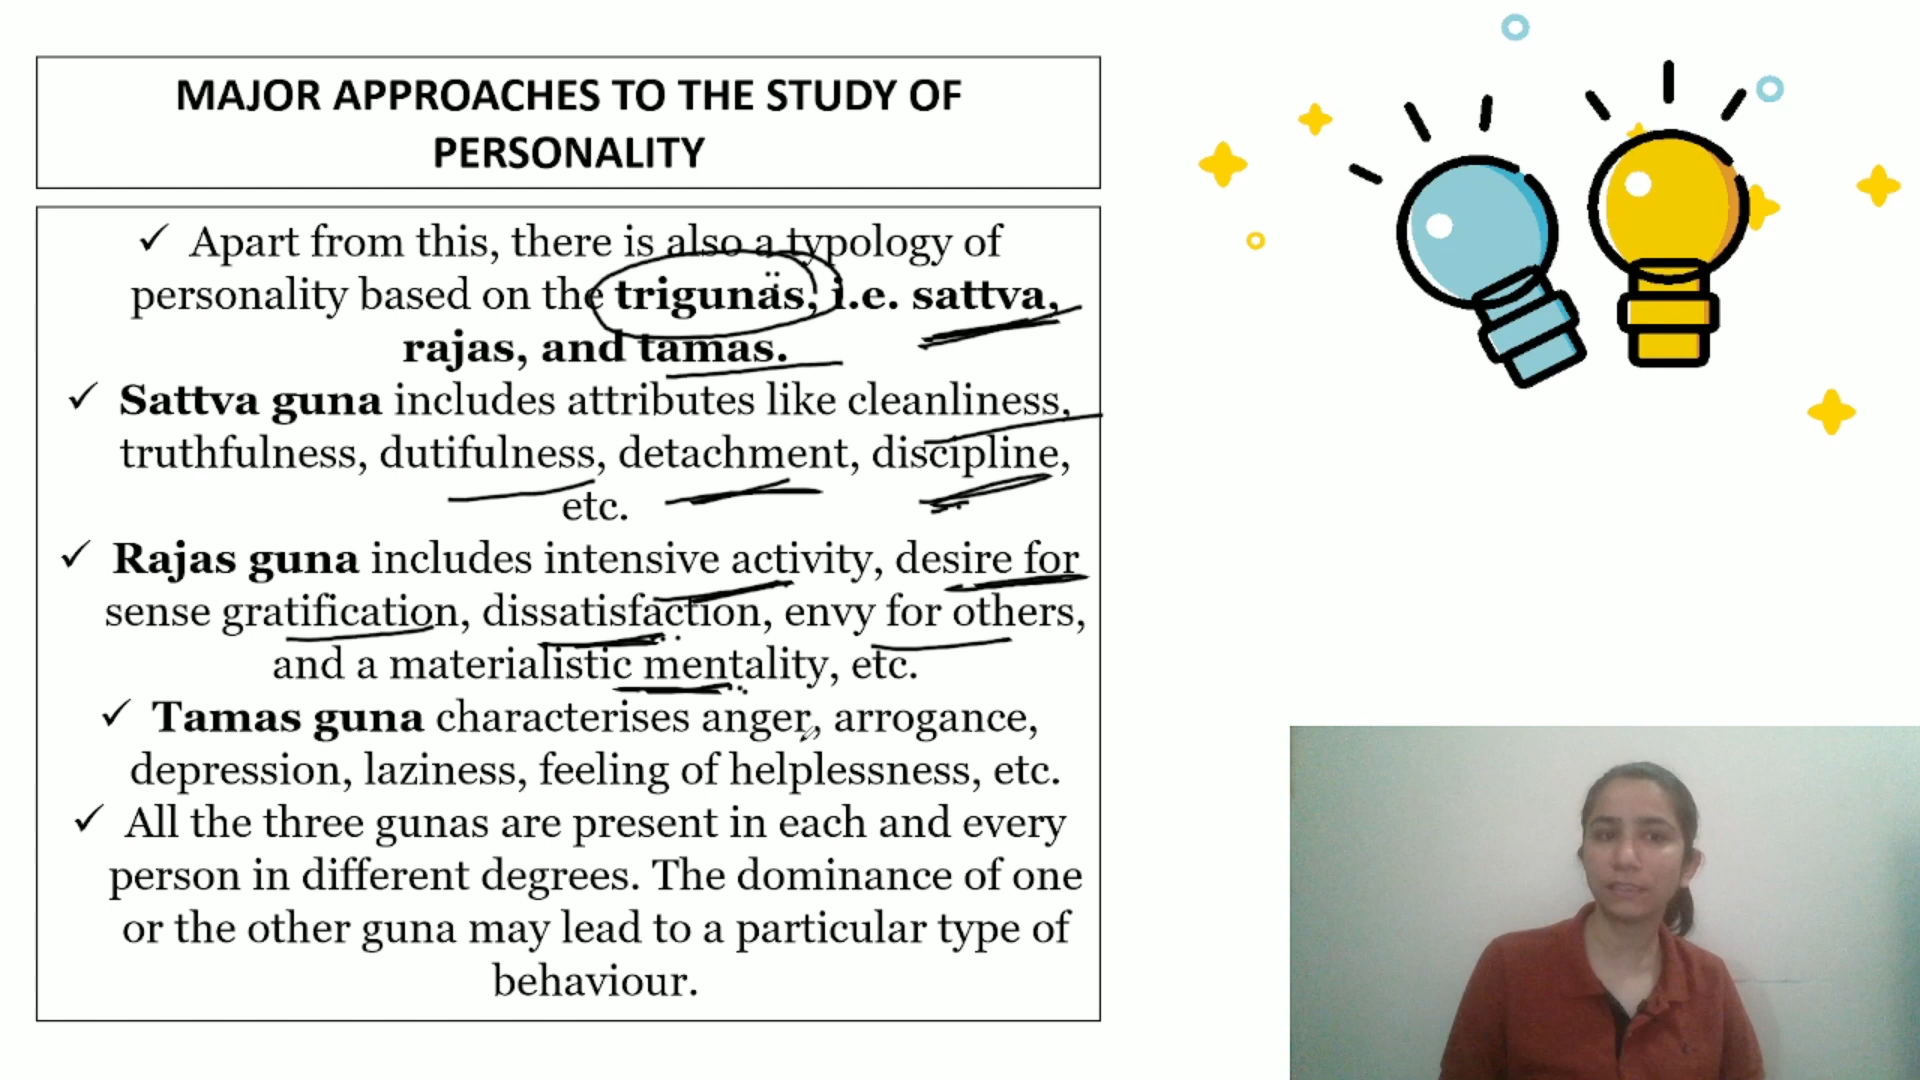 MAJOR APPROACHES TO THE STUDY OF
PERSONALITY
✓ Apart from this, there is also a typology of
personality based on the trigunas, i.e. sattva,
rajas, and tamas.
✓ Sattva guna includes attributes like cleanliness,
truthfulness, dutifulness, detachment, discipline,
etc.
✓ Rajas guna includes intensive activity, desire for
sense gratification, dissatisfaction, envy for others,
and a materialistic mentality, etc.
✓ Tamas guna characterises anger, arrogance,
depression, laziness, feeling of helplessness, etc.
✓ All the three gunas are present in each and every
person in different degrees. The dominance of one
or the other guna may lead to a particular type of
behaviour.